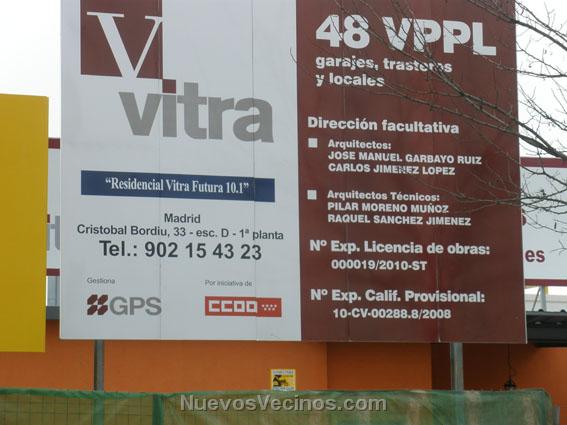 V
vitra
"Residencial Vitra Futura 10.1"
Madrid
Cristobal Bordiu, 33 - esc. D - 1ª planta
Tel.: 902 15 43 23
Gestiona
GPS
Por iniciativa de
CCOO
48 VPPL
garajes, trasteros
y locales
Dirección facultativa
Arquitectos:
JOSE MANUEL GARBAYO RUIZ
CARLOS JIMENEZ LOPEZ
Arquitectos Técnicos:
PILAR MORENO MUÑOZ
RAQUEL SANCHEZ JIMENEZ
Nº Exp. Licencia de obras:
000019/2010-ST
Nº Exp. Calif. Provisional:
10-CV-00288.8/2008
NuevosVecinos.com